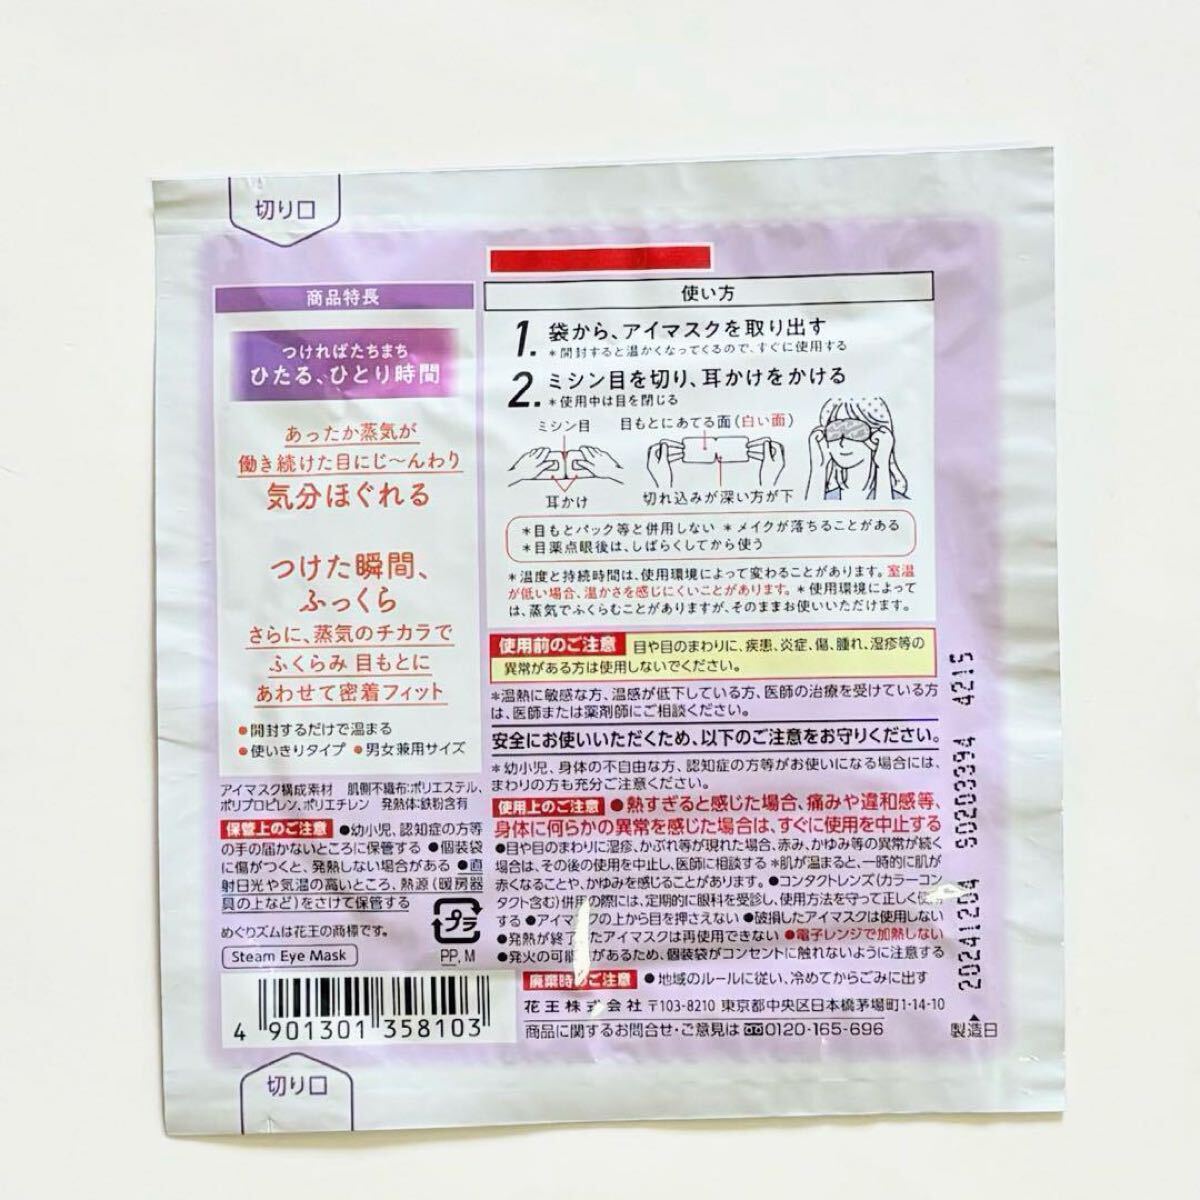 切り口
商品特長
つければたちまち
ひたる、ひとり時間
あったか蒸気が
働き続けた目にじ〜んわり
気分ほぐれる
つけた瞬間、
ふっくら
さらに、蒸気のチカラで
ふくらみ 目もとに
あわせて密着フィット
●開封するだけで温まる
●使いきりタイプ ●男女兼用サイズ
アイマスク構成素材 肌側不織布:ポリエステル、
ポリプロピレン、ポリエチレン 発熱体:鉄粉含有
保管上のご注意 ●幼小児、認知症の方等
の手の届かないところに保管する ●個装袋
に傷がつくと、発熱しない場合がある ●直
射日光や気温の高いところ、熱源(暖房器
具の上など)をさけて保管する
めぐりズムは花王の商標です。
Steam Eye Mask
プラ
PP, M
4 901301 358103
切り口
使い方
1. 袋から、アイマスクを取り出す
＊開封すると温かくなってくるので、すぐに使用する
2. ミシン目を切り、耳かけをかける
＊使用中は目を閉じる
ミシン目 目もとにあてる面(白い面)
耳かけ 切れ込みが深い方が下
＊目もとパック等と併用しない ＊メイクが落ちることがある
＊目薬点眼後は、しばらくしてから使う
＊温度と持続時間は、使用環境によって変わることがあります。室温
が低い場合、温かさを感じにくいことがあります。＊使用環境によって
は、蒸気でふくらむことがありますが、そのままお使いいただけます。
使用前のご注意 目や目のまわりに、疾患、炎症、傷、腫れ、湿疹等の
異常がある方は使用しないでください。
＊温熱に敏感な方、温感が低下している方、医師の治療を受けている方
は、医師または薬剤師にご相談ください。
安全にお使いいただくため、以下のご注意をお守りください。
＊幼小児、身体の不自由な方、認知症の方等がお使いになる場合には、
まわりの方も充分ご注意ください。
使用上のご注意 ●熱すぎると感じた場合、痛みや違和感等、
身体に何らかの異常を感じた場合は、すぐに使用を中止する
●目や目のまわりに湿疹、かぶれ等が現れた場合、赤み、かゆみ等の異常が続く
場合は、その後の使用を中止し、医師に相談する ＊肌が温まると、一時的に肌が
赤くなることや、かゆみを感じることがあります。●コンタクトレンズ(カラーコン
タクト含む)併用の際には、定期的に眼科を受診し、使用方法を守って正しく使用
する ●アイマスクの上から目を押さえない ●破損したアイマスクは使用しない
●発熱が終了したアイマスクは再使用できない ●電子レンジで加熱しない
●発火の可能性があるため、個装袋がコンセントに触れないように注意する
廃棄時のご注意 ●地域のルールに従い、冷めてからごみに出す
花王株式会社 〒103-8210 東京都中央区日本橋茅場町1-14-10
商品に関するお問合せ・ご意見は 0120-165-696
20241204 90203394 4215
▲
製造日